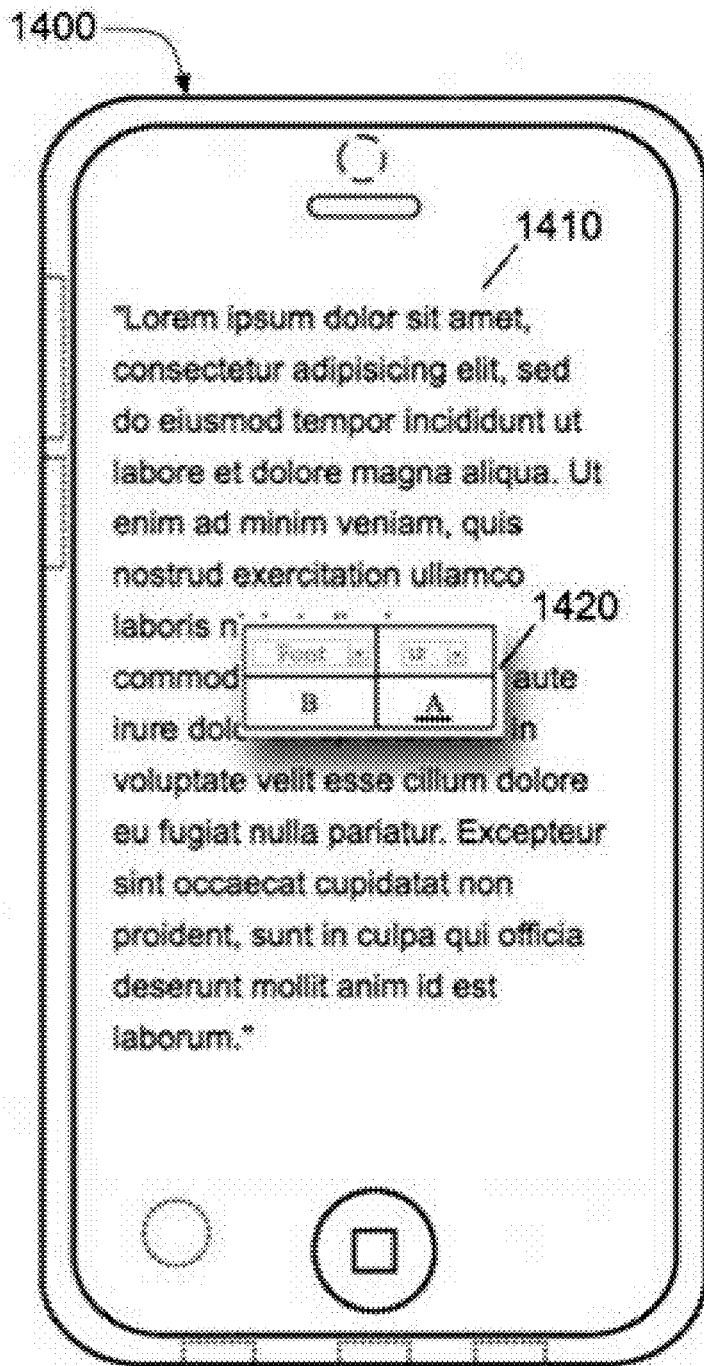 1400
1410
"Lorem ipsum dolor sit amet,
consectetur adipisicing elit, sed
do eiusmod tempor incididunt ut
labore et dolore magna aliqua. Ut
enim ad minim veniam, quis
nostrud exercitation ullamco
laboris n
1420
Font
commod aute
B A
irure dolo in
voluptate velit esse cillum dolore
eu fugiat nulla pariatur. Excepteur
sint occaecat cupidatat non
proident, sunt in culpa qui officia
deserunt mollit anim id est
laborum."